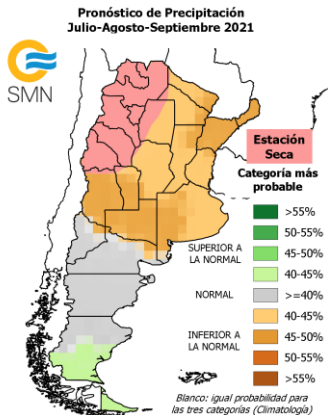 Pronóstico de Precipitación
Julio-Agosto-Septiembre 2021
SMN
Estación
Seca
Categoría más
probable
>55%
50-55%
SUPERIOR A
LA NORMAL
45-50%
40-45%
NORMAL
>=40%
INFERIOR A
LA NORMAL
40-45%
45-50%
50-55%
>55%
Blanco: igual probabilidad para
las tres categorías (Climatología)